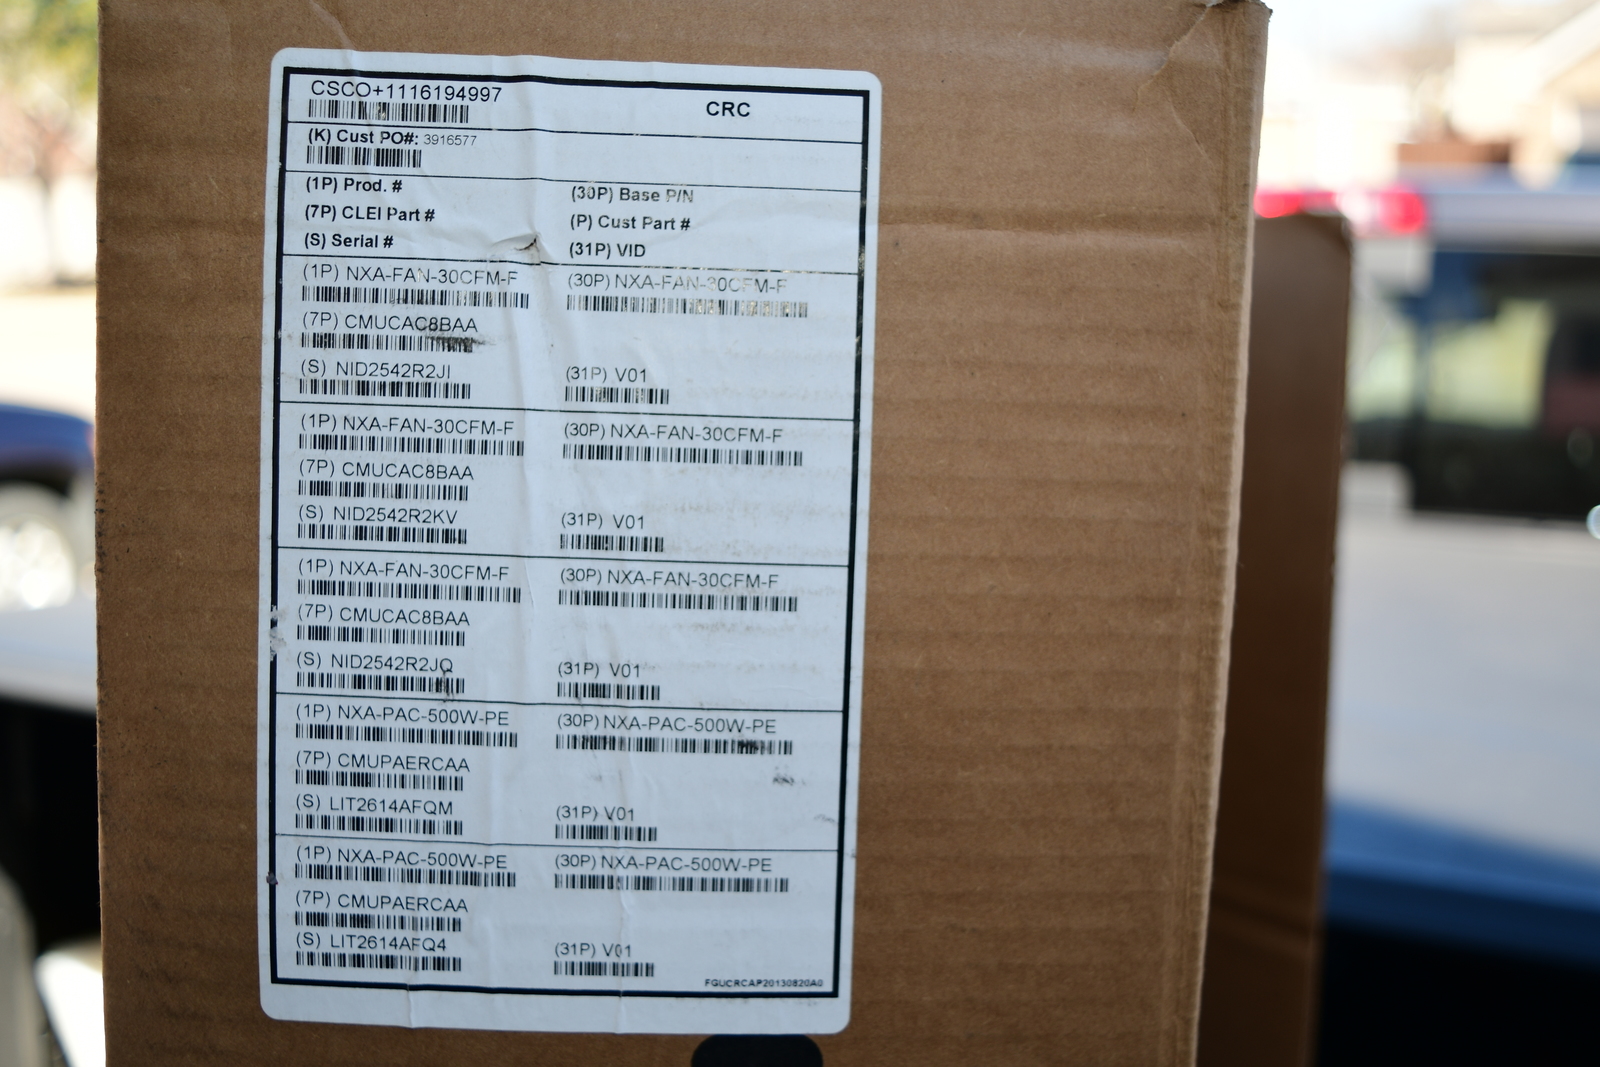 CSCO+1116194997
CRC
(K) Cust PO#: 3916577
(1P) Prod. # (30P) Base P/N
(7P) CLEI Part # (P) Cust Part #
(S) Serial # (31P) VID
(1P) NXA-FAN-30CFM-F (30P) NXA-FAN-30CFM-F
(7P) CMUCAC8BAA
(S) NID2542R2JI (31P) V01
(1P) NXA-FAN-30CFM-F (30P) NXA-FAN-30CFM-F
(7P) CMUCAC8BAA
(S) NID2542R2KV (31P) V01
(1P) NXA-FAN-30CFM-F (30P) NXA-FAN-30CFM-F
(7P) CMUCAC8BAA
(S) NID2542R2JQ (31P) V01
(1P) NXA-PAC-500W-PE (30P) NXA-PAC-500W-PE
(7P) CMUPAERCAA
(S) LIT2614AFQM (31P) V01
(1P) NXA-PAC-500W-PE (30P) NXA-PAC-500W-PE
(7P) CMUPAERCAA
(S) LIT2614AFQ4 (31P) V01
FGUCRCAP20130820A0